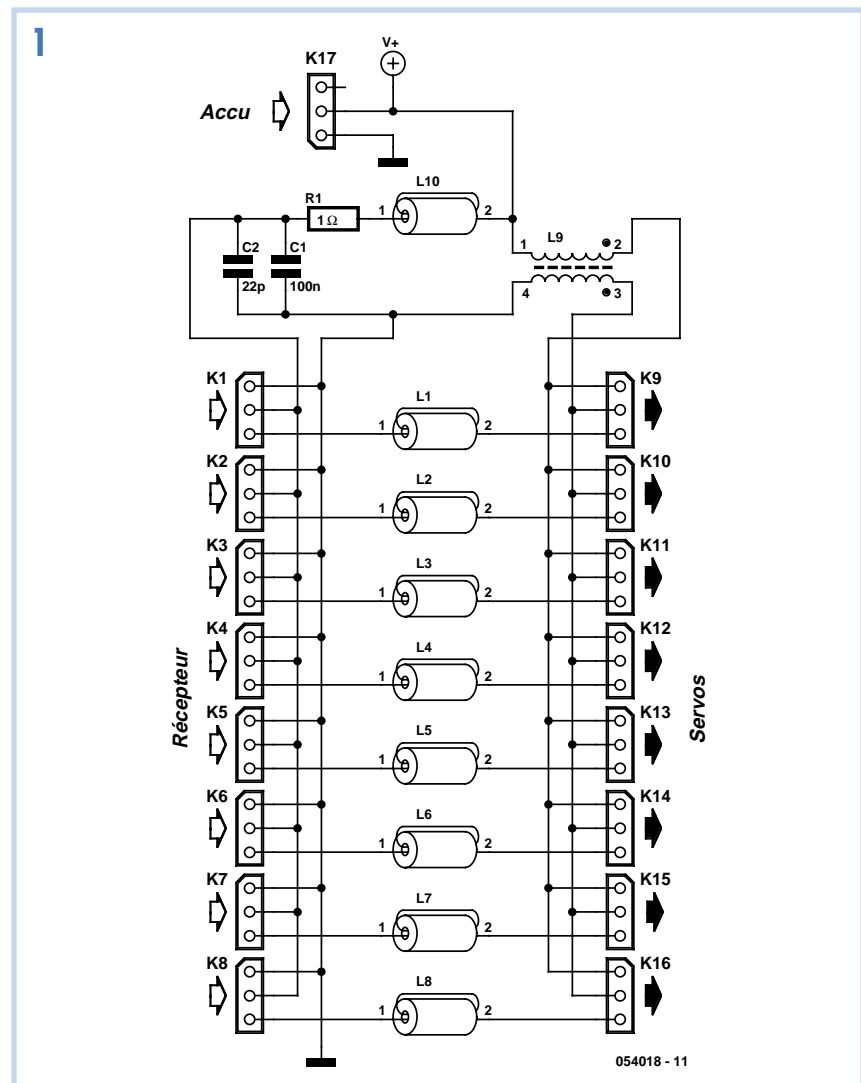 1
V+
K17
Accu
L10
R1
1 2
1 Ω
L9
1 2
C2 C1
4 3
22p 100n
K1 K9
L1
1 2
K2 K10
L2
1 2
K3 K11
L3
1 2
K4 K12
L4
1 2
Récepteur
Servos
K5 K13
L5
1 2
K6 K14
L6
1 2
K7 K15
L7
1 2
K8 K16
L8
1 2
054018 - 11